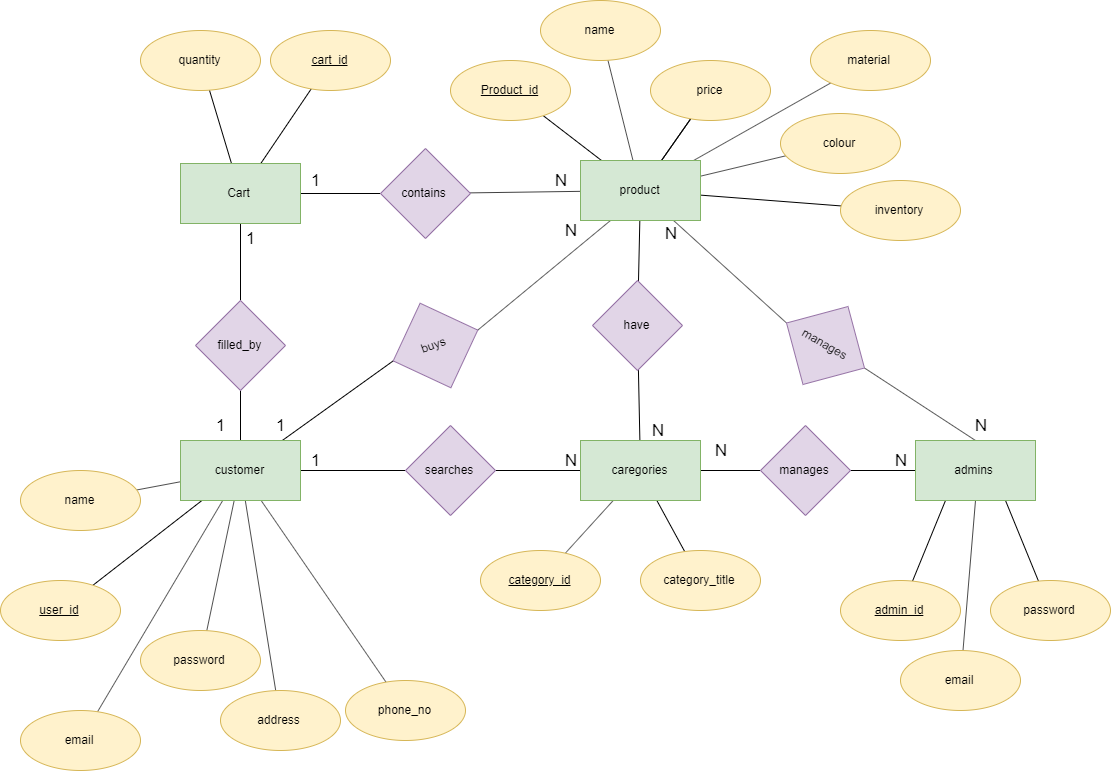 name
quantity
cart_id
material
Product_id
price
colour
Cart
1
contains
N
product
inventory
1
N
N
filled_by
buys
have
manages
1
1
N
N
customer
1
searches
N
caregories
N
manages
N
admins
name
category_id
category_title
user_id
admin_id
password
password
email
address
phone_no
email